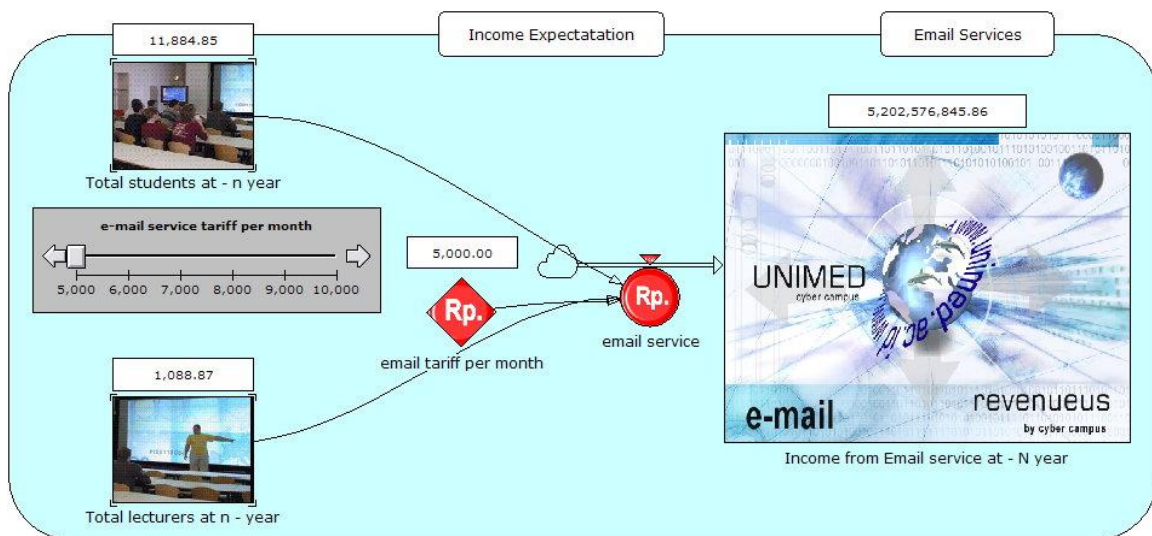 Income Expectatation
Email Services
11,884.85
Total students at - n year
e-mail service tariff per month
5,000 6,000 7,000 8,000 9,000 10,000
5,000.00
Rp.
email tariff per month
Rp.
email service
1,088.87
Total lecturers at n - year
5,202,576,845.86
UNIMED
cyber campus
unimed.ac.id
e-mail
revenueus
by cyber campus
Income from Email service at - N year